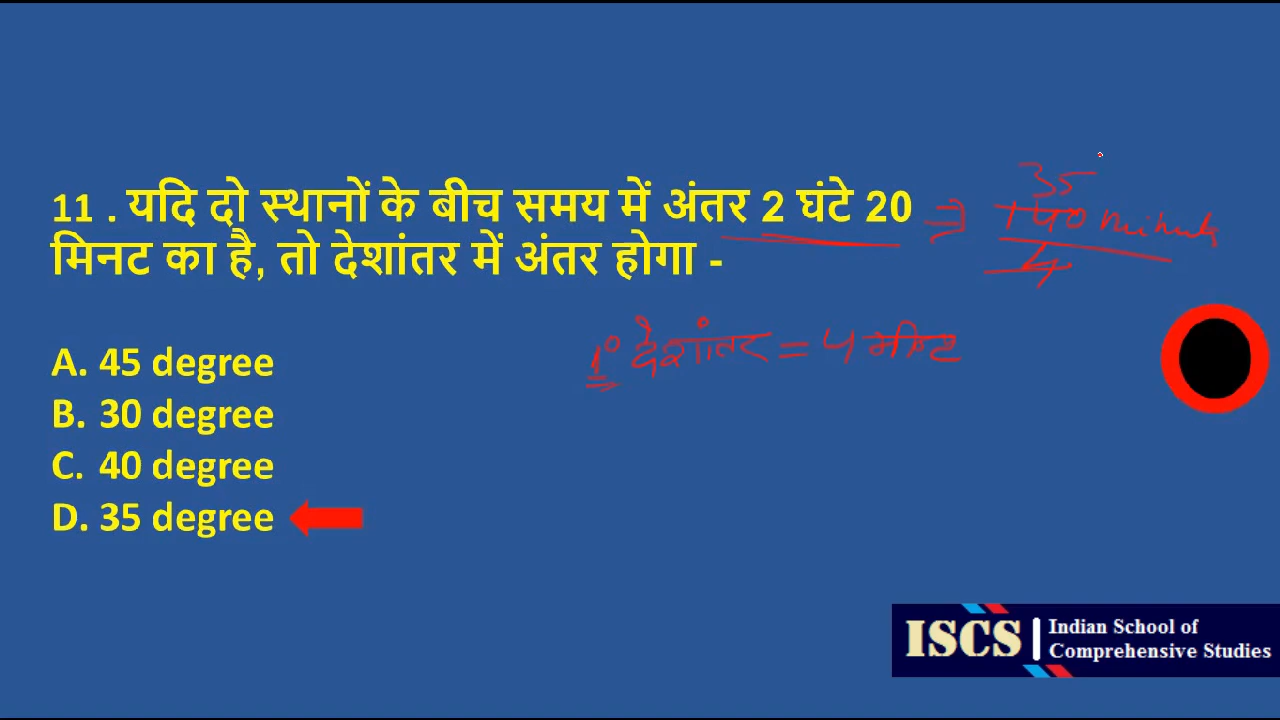 11 . यदि दो स्थानों के बीच समय में अंतर 2 घंटे 20
मिनट का है, तो देशांतर में अंतर होगा -
35
⇒ 140 minuts
4
1° देशांतर = 4 मीनट
A. 45 degree
B. 30 degree
C. 40 degree
D. 35 degree
ISCS
Indian School of
Comprehensive Studies